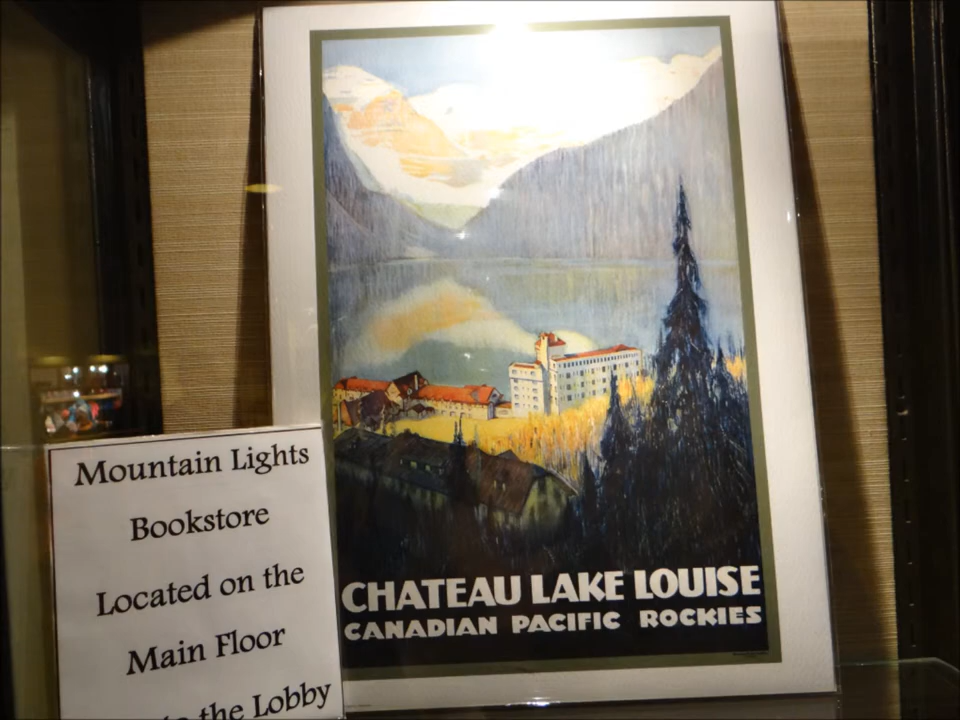 Mountain Lights
Bookstore
Located on the
Main Floor
the Lobby
CHATEAU LAKE LOUISE
CANADIAN PACIFIC ROCKIES